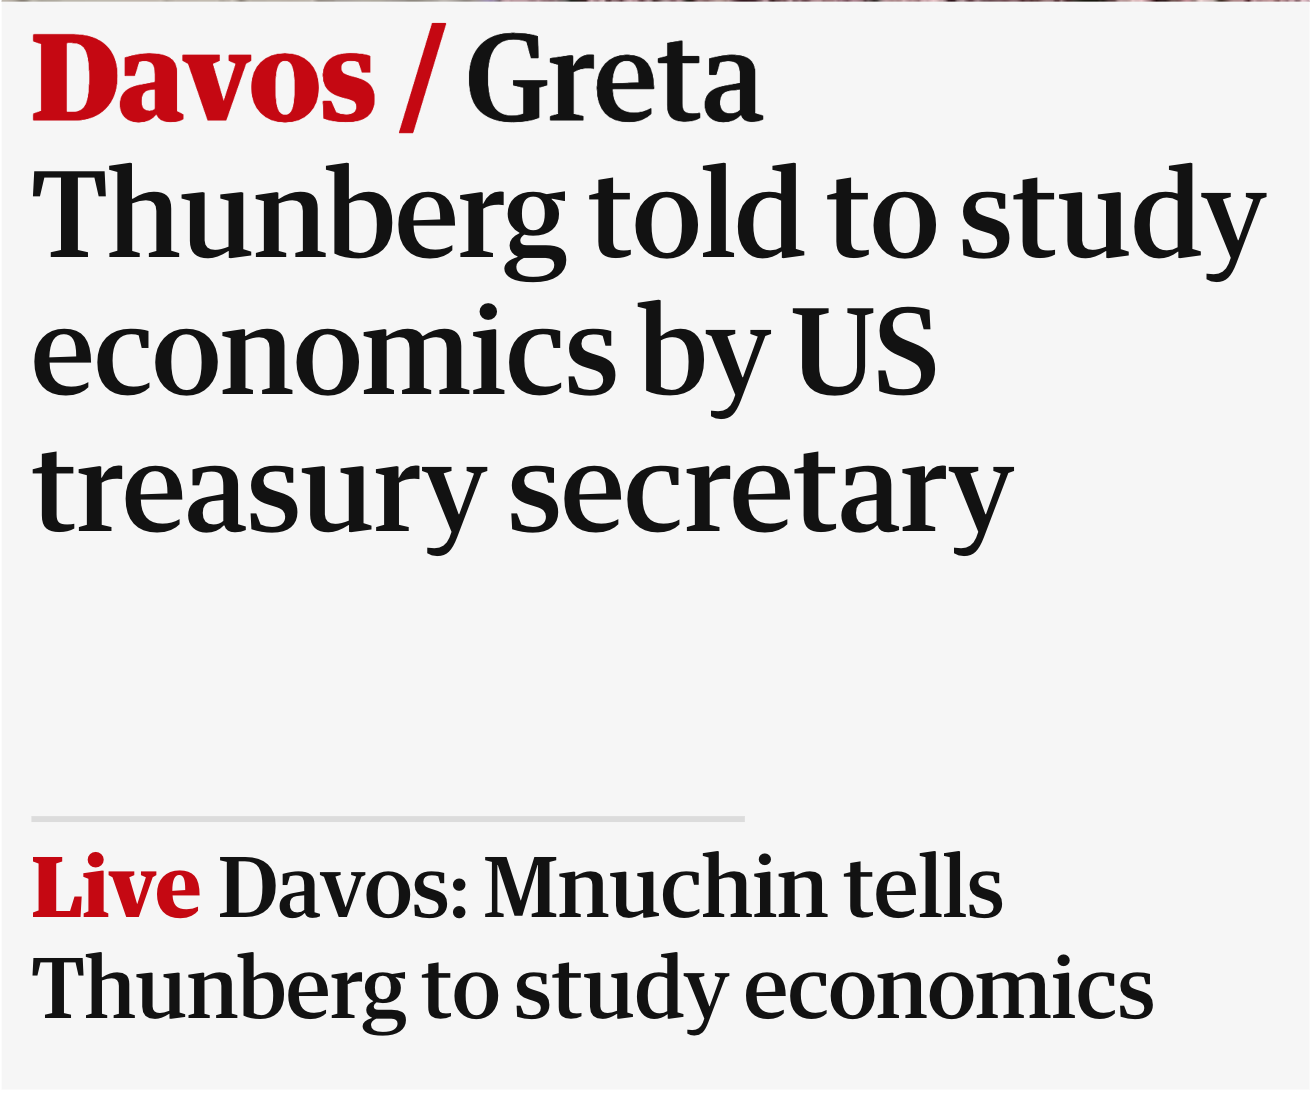 Davos / Greta
Thunberg told to study
economics by US
treasury secretary
Live Davos: Mnuchin tells
Thunberg to study economics